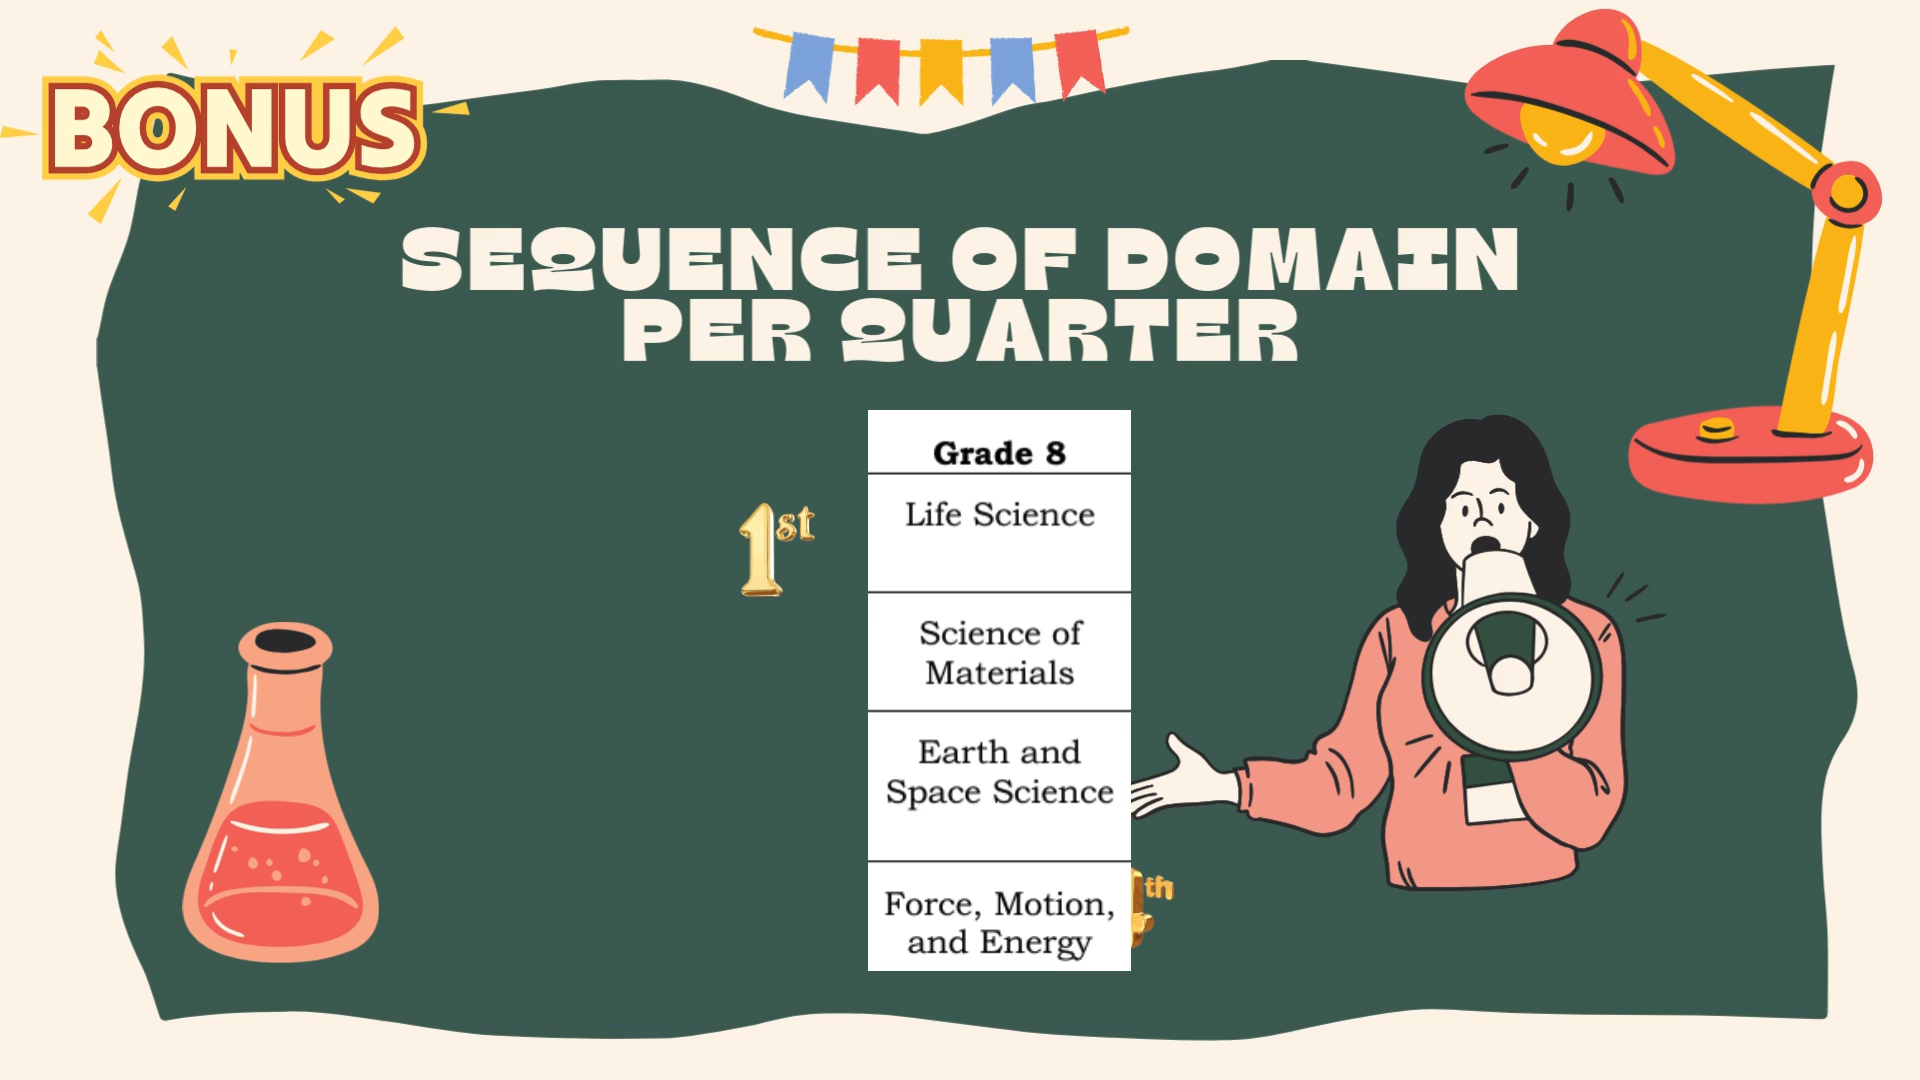 BONUS
SEQUENCE OF DOMAIN
PER QUARTER
Grade 8
1st
Life Science
Science of
Materials
Earth and
Space Science
Force, Motion,
and Energy
th